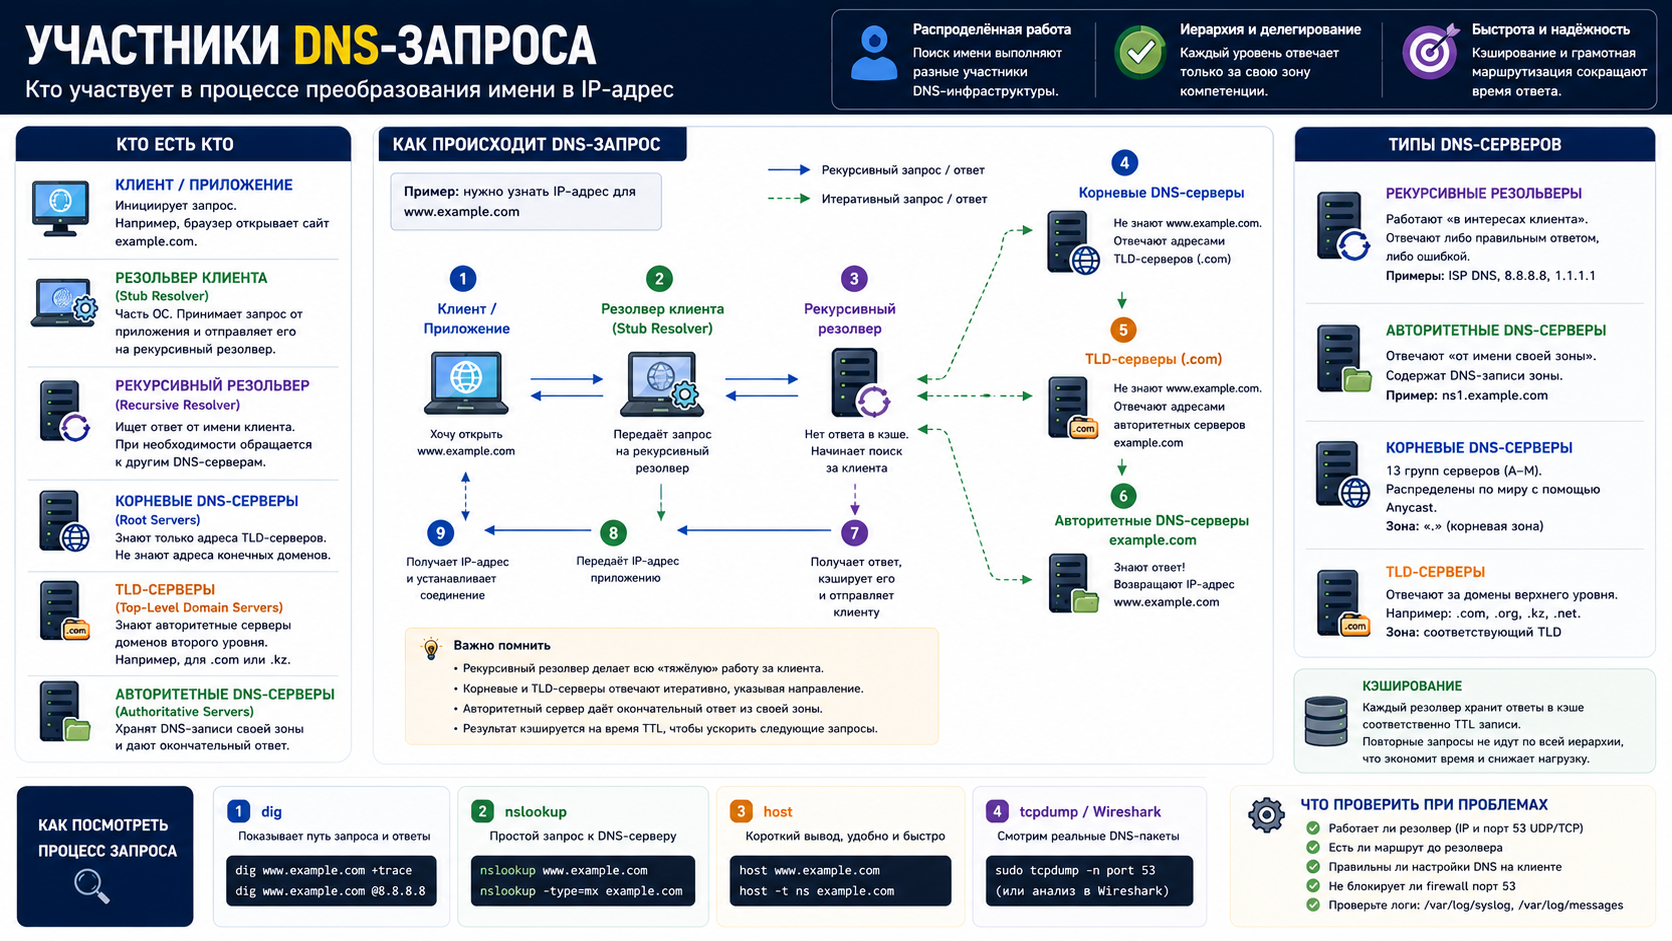 УЧАСТНИКИ DNS-ЗАПРОСА
Кто участвует в процессе преобразования имени в IP-адрес
Распределённая работа
Поиск имени выполняют
разные участники
DNS-инфраструктуры.
Иерархия и делегирование
Каждый уровень отвечает
только за свою зону
компетенции.
Быстрота и надёжность
Кэширование и грамотная
маршрутизация сокращают
время ответа.
КТО ЕСТЬ КТО
КЛИЕНТ / ПРИЛОЖЕНИЕ
Инициирует запрос.
Например, браузер открывает сайт
example.com.
РЕЗОЛЬВЕР КЛИЕНТА
(Stub Resolver)
Часть ОС. Принимает запрос от
приложения и отправляет его
на рекурсивный резолвер.
РЕКУРСИВНЫЙ РЕЗОЛЬВЕР
(Recursive Resolver)
Ищет ответ от имени клиента.
При необходимости обращается
к другим DNS-серверам.
КОРНЕВЫЕ DNS-СЕРВЕРЫ
(Root Servers)
Знают только адреса TLD-серверов.
Не знают адреса конечных доменов.
TLD-СЕРВЕРЫ
(Top-Level Domain Servers)
.com
Знают авторитетные серверы
доменов второго уровня.
Например, для .com или .kz.
АВТОРИТЕТНЫЕ DNS-СЕРВЕРЫ
(Authoritative Servers)
Хранят DNS-записи своей зоны
и дают окончательный ответ.
КАК ПРОИСХОДИТ DNS-ЗАПРОС
Пример: нужно узнать IP-адрес для
www.example.com
Рекурсивный запрос / ответ
Итеративный запрос / ответ
1
Клиент /
Приложение
Хочу открыть
www.example.com
2
Резолвер клиента
(Stub Resolver)
Передаёт запрос
на рекурсивный
резолвер
3
Рекурсивный
резолвер
Нет ответа в кэше.
Начинает поиск
за клиента
4
Корневые DNS-серверы
Не знают www.example.com.
Отвечают адресами
TLD-серверов (.com)
5
TLD-серверы (.com)
.com
Не знают www.example.com.
Отвечают адресами
авторитетных серверов
example.com
6
Авторитетные DNS-серверы
example.com
Знают ответ!
Возвращают IP-адрес
www.example.com
7
Получает ответ,
кэширует его
и отправляет
клиенту
8
Передаёт IP-адрес
приложению
9
Получает IP-адрес
и устанавливает
соединение
Важно помнить
• Рекурсивный резолвер делает всю «тяжёлую» работу за клиента.
• Корневые и TLD-серверы отвечают итеративно, указывая направление.
• Авторитетный сервер даёт окончательный ответ из своей зоны.
• Результат кэшируется на время TTL, чтобы ускорить следующие запросы.
ТИПЫ DNS-СЕРВЕРОВ
РЕКУРСИВНЫЕ РЕЗОЛЬВЕРЫ
Работают «в интересах клиента».
Отвечают либо правильным ответом,
либо ошибкой.
Примеры: ISP DNS, 8.8.8.8, 1.1.1.1
АВТОРИТЕТНЫЕ DNS-СЕРВЕРЫ
Отвечают «от имени своей зоны».
Содержат DNS-записи зоны.
Пример: ns1.example.com
КОРНЕВЫЕ DNS-СЕРВЕРЫ
13 групп серверов (A–M).
Распределены по миру с помощью
Anycast.
Зона: «.» (корневая зона)
TLD-СЕРВЕРЫ
.com
Отвечают за домены верхнего уровня.
Например: .com, .org, .kz, .net.
Зона: соответствующий TLD
КЭШИРОВАНИЕ
Каждый резолвер хранит ответы в кэше
соответственно TTL записи.
Повторные запросы не идут по всей иерархии,
что экономит время и снижает нагрузку.
КАК ПОСМОТРЕТЬ
ПРОЦЕСС ЗАПРОСА
1 dig
Показывает путь запроса и ответы
dig www.example.com +trace
dig www.example.com @8.8.8.8
2 nslookup
Простой запрос к DNS-серверу
nslookup www.example.com
nslookup -type=mx example.com
3 host
Короткий вывод, удобно и быстро
host www.example.com
host -t ns example.com
4 tcpdump / Wireshark
Смотрим реальные DNS-пакеты
sudo tcpdump -n port 53
(или анализ в Wireshark)
ЧТО ПРОВЕРИТЬ ПРИ ПРОБЛЕМАХ
Работает ли резолвер (IP и порт 53 UDP/TCP)
Есть ли маршрут до резолвера
Правильны ли настройки DNS на клиенте
Не блокирует ли firewall порт 53
Проверьте логи: /var/log/syslog, /var/log/messages